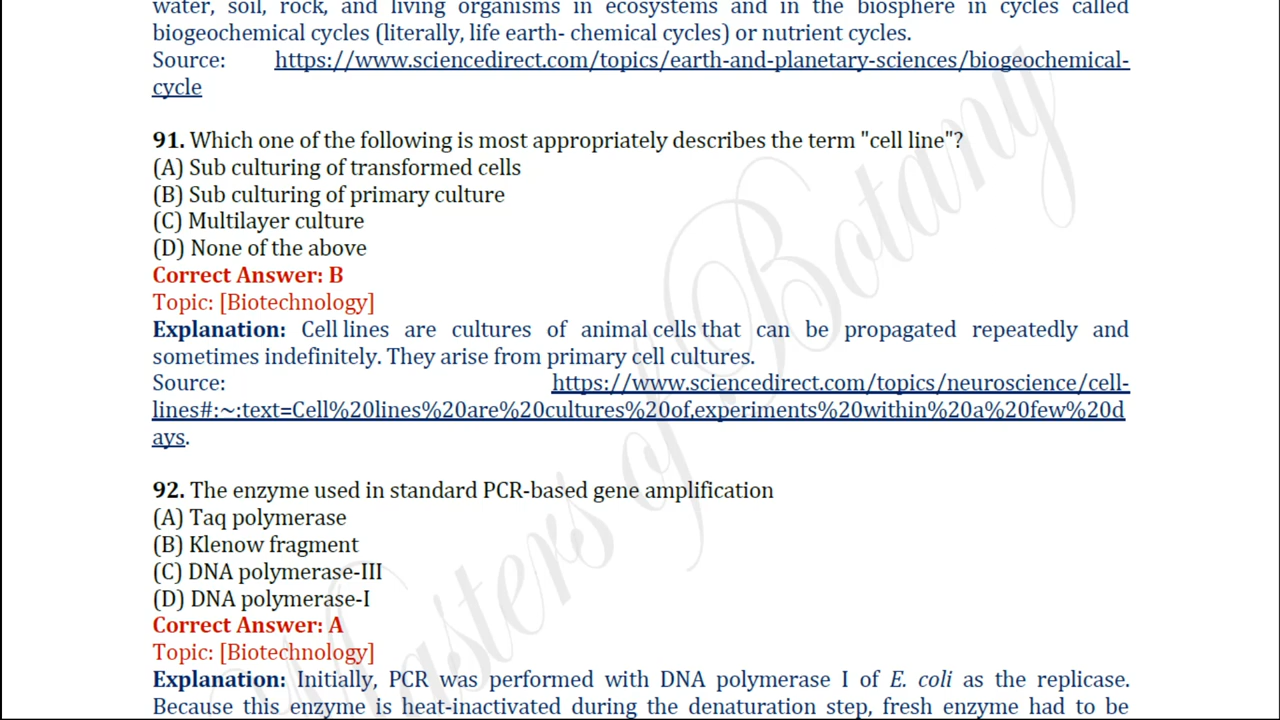 water, soil, rock, and living organisms in ecosystems and in the biosphere in cycles called
biogeochemical cycles (literally, life earth- chemical cycles) or nutrient cycles.
Source: https://www.sciencedirect.com/topics/earth-and-planetary-sciences/biogeochemical-
cycle
91. Which one of the following is most appropriately describes the term "cell line"?
(A) Sub culturing of transformed cells
(B) Sub culturing of primary culture
(C) Multilayer culture
(D) None of the above
Correct Answer: B
Topic: [Biotechnology]
Explanation: Cell lines are cultures of animal cells that can be propagated repeatedly and
sometimes indefinitely. They arise from primary cell cultures.
Source: https://www.sciencedirect.com/topics/neuroscience/cell-
lines#:~:text=Cell%20lines%20are%20cultures%20of,experiments%20within%20a%20few%20d
ays.
92. The enzyme used in standard PCR-based gene amplification
(A) Taq polymerase
(B) Klenow fragment
(C) DNA polymerase-III
(D) DNA polymerase-I
Correct Answer: A
Topic: [Biotechnology]
Explanation: Initially, PCR was performed with DNA polymerase I of E. coli as the replicase.
Because this enzyme is heat-inactivated during the denaturation step, fresh enzyme had to be
Masters of Botany